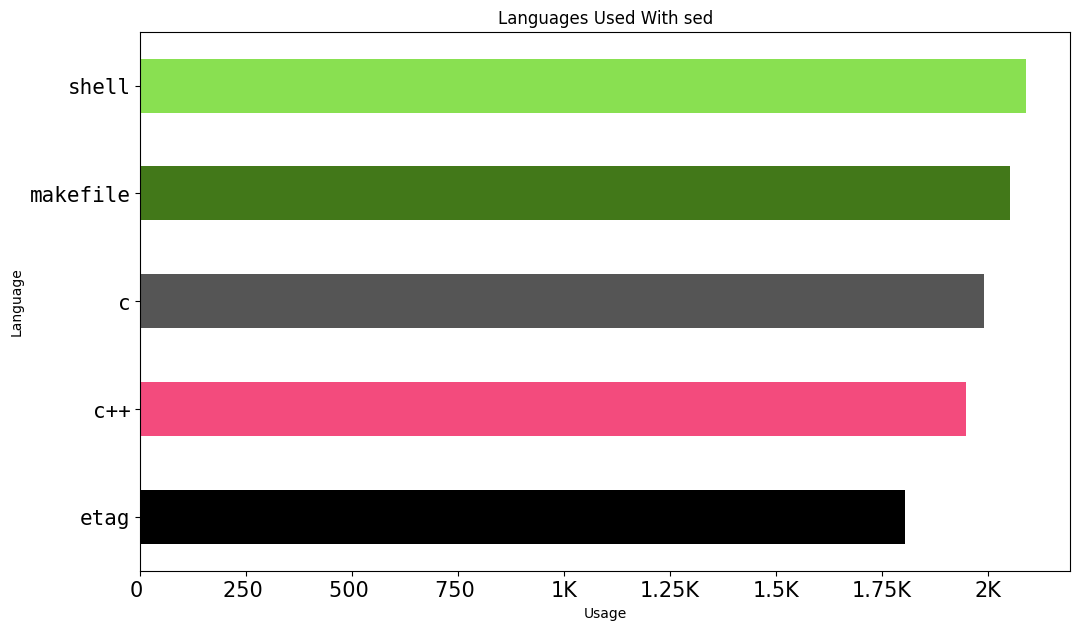 Languages Used With sed
shell
makefile
c
c++
etag
Language
0 250 500 750 1K 1.25K 1.5K 1.75K 2K
Usage